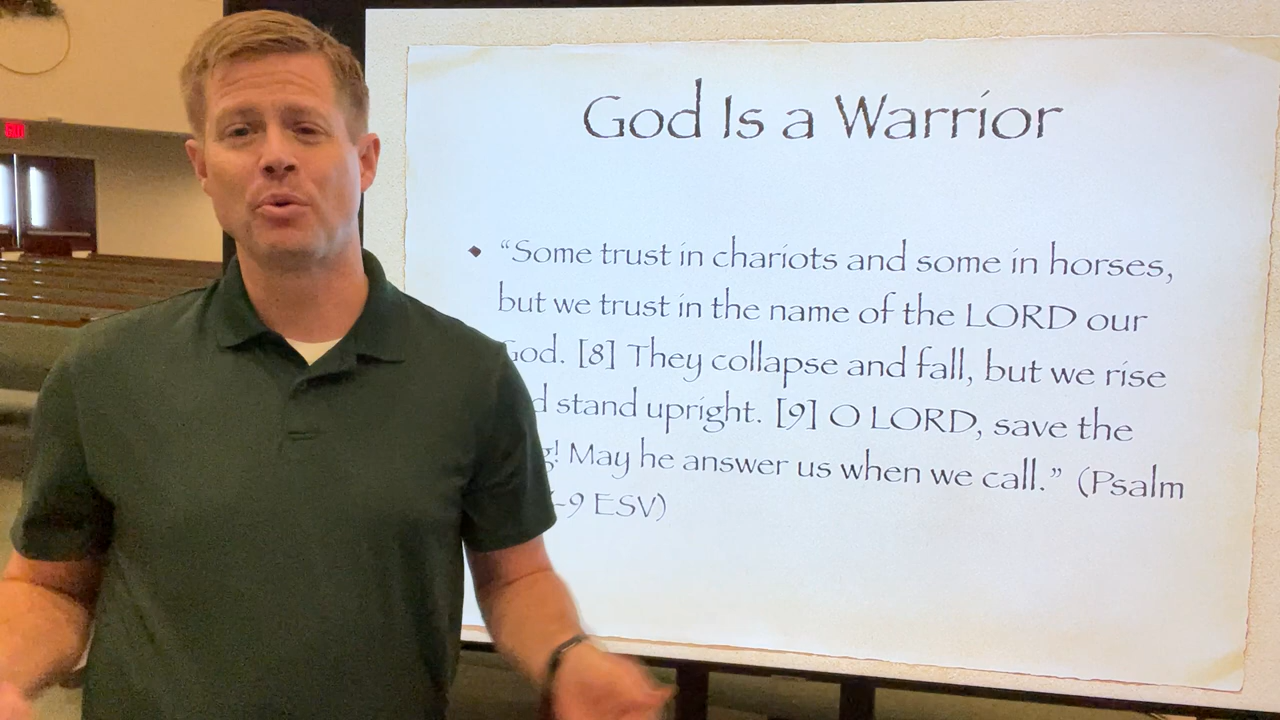 God Is a Warrior
“Some trust in chariots and some in horses,
but we trust in the name of the LORD our
God. [8] They collapse and fall, but we rise
stand upright. [9] O LORD, save the
May he answer us when we call.” (Psalm
-9 ESV)